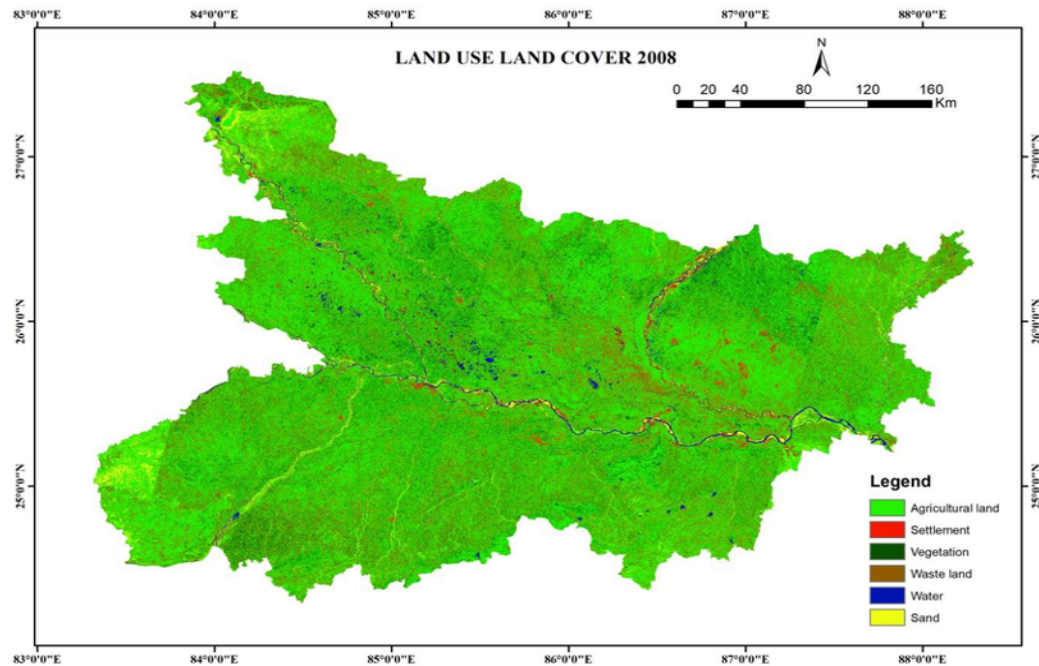 83°0'0"E 84°0'0"E 85°0'0"E 86°0'0"E 87°0'0"E 88°0'0"E
LAND USE LAND COVER 2008
N
0 20 40 80 120 160
Km
27°0'0"N 27°0'0"N
26°0'0"N 26°0'0"N
25°0'0"N 25°0'0"N
Legend
Agricultural land
Settlement
Vegetation
Waste land
Water
Sand
83°0'0"E 84°0'0"E 85°0'0"E 86°0'0"E 87°0'0"E 88°0'0"E